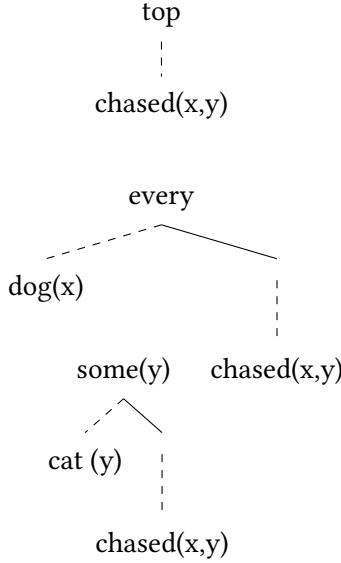 top
chased(x,y)
every
dog(x)
some(y) chased(x,y)
cat (y)
chased(x,y)